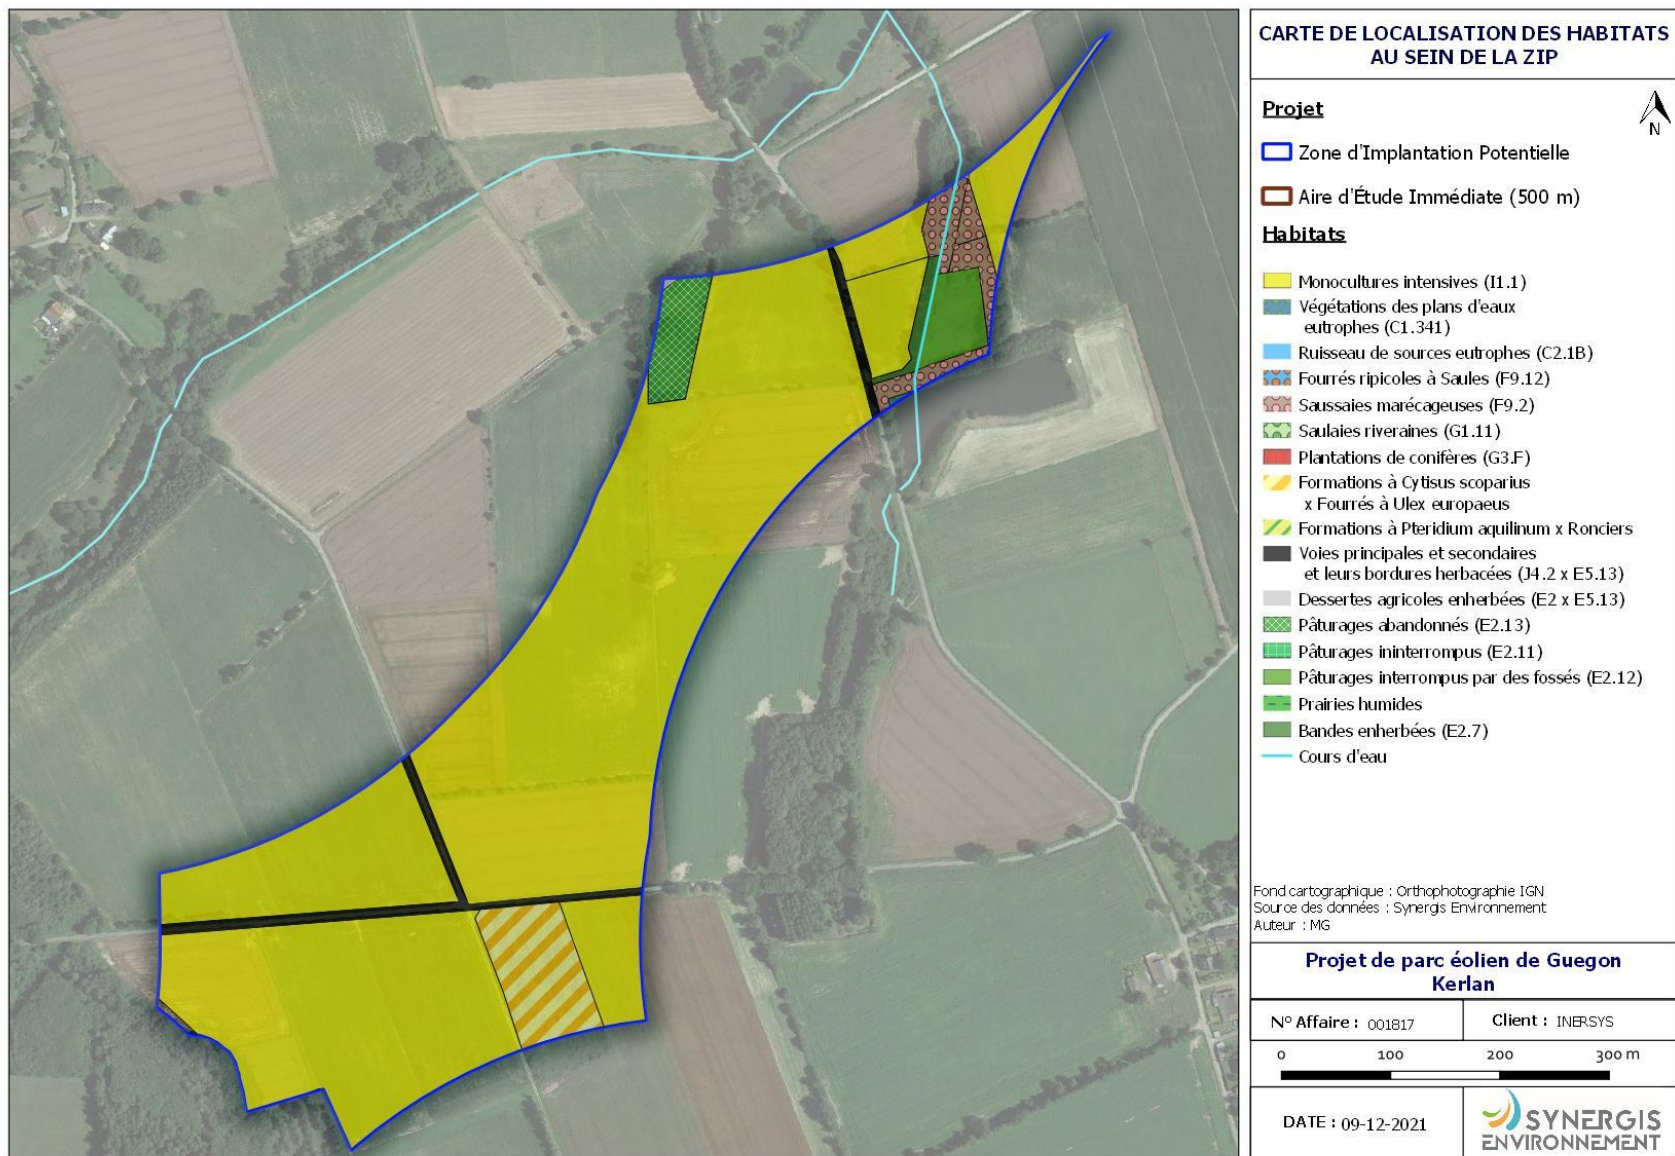 CARTE DE LOCALISATION DES HABITATS
AU SEIN DE LA ZIP
Projet
N
Zone d'Implantation Potentielle
Aire d'Étude Immédiate (500 m)
Habitats
Monocultures intensives (I1.1)
Végétations des plans d'eaux
eutrophes (C1.341)
Ruisseau de sources eutrophes (C2.1B)
Fourrés ripicoles à Saules (F9.12)
Saussaies marécageuses (F9.2)
Saulaies riveraines (G1.11)
Plantations de conifères (G3.F)
Formations à Cytisus scoparius
x Fourrés à Ulex europaeus
Formations à Pteridium aquilinum x Ronciers
Voies principales et secondaires
et leurs bordures herbacées (J4.2 x E5.13)
Dessertes agricoles enherbées (E2 x E5.13)
Pâturages abandonnés (E2.13)
Pâturages ininterrompus (E2.11)
Pâturages interrompus par des fossés (E2.12)
Prairies humides
Bandes enherbées (E2.7)
Cours d'eau
Fond cartographique : Orthophotographie IGN
Source des données : Synergis Environnement
Auteur : MG
Projet de parc éolien de Guegon
Kerlan
N° Affaire : 001817
Client : INERSYS
0 100 200 300 m
DATE : 09-12-2021
SYNERGIS
ENVIRONNEMENT